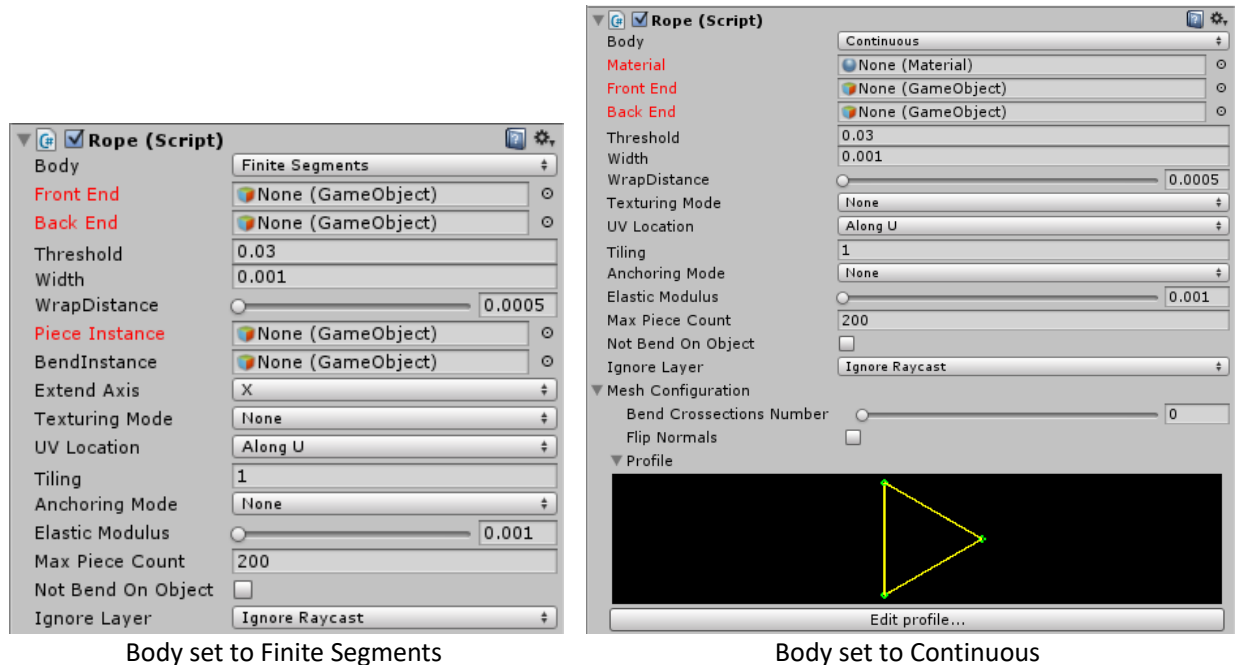 Rope (Script)
Body Finite Segments
Front End None (GameObject)
Back End None (GameObject)
Threshold 0.03
Width 0.001
WrapDistance 0.0005
Piece Instance None (GameObject)
BendInstance None (GameObject)
Extend Axis X
Texturing Mode None
UV Location Along U
Tiling 1
Anchoring Mode None
Elastic Modulus 0.001
Max Piece Count 200
Not Bend On Object
Ignore Layer Ignore Raycast
Body set to Finite Segments
Rope (Script)
Body Continuous
Material None (Material)
Front End None (GameObject)
Back End None (GameObject)
Threshold 0.03
Width 0.001
WrapDistance 0.0005
Texturing Mode None
UV Location Along U
Tiling 1
Anchoring Mode None
Elastic Modulus 0.001
Max Piece Count 200
Not Bend On Object
Ignore Layer Ignore Raycast
Mesh Configuration
Bend Crossections Number 0
Flip Normals
Profile
Edit profile...
Body set to Continuous